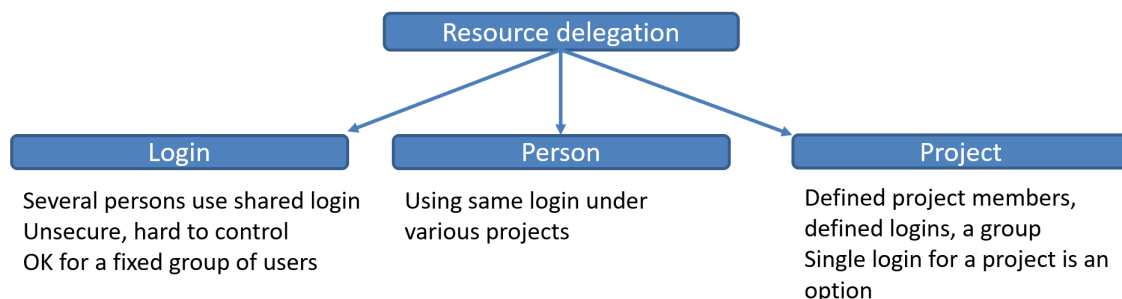 Resource delegation
Login
Several persons use shared login
Unsecure, hard to control
OK for a fixed group of users
Person
Using same login under
various projects
Project
Defined project members,
defined logins, a group
Single login for a project is an
option